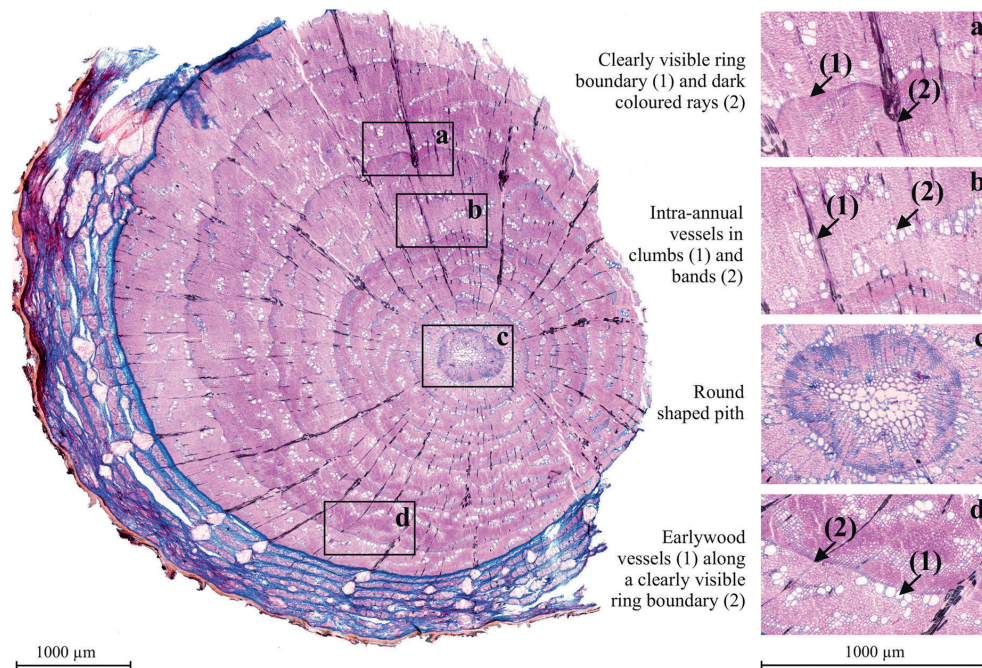 Clearly visible ring
boundary (1) and dark
coloured rays (2)
a
(1)
(2)
a
b
Intra-annual
vessels in
clumbs (1) and
bands (2)
b
(1)
(2)
c
Round
shaped pith
c
d
Earlywood
vessels (1) along
a clearly visible
ring boundary (2)
d
(2)
(1)
1000 µm
1000 µm